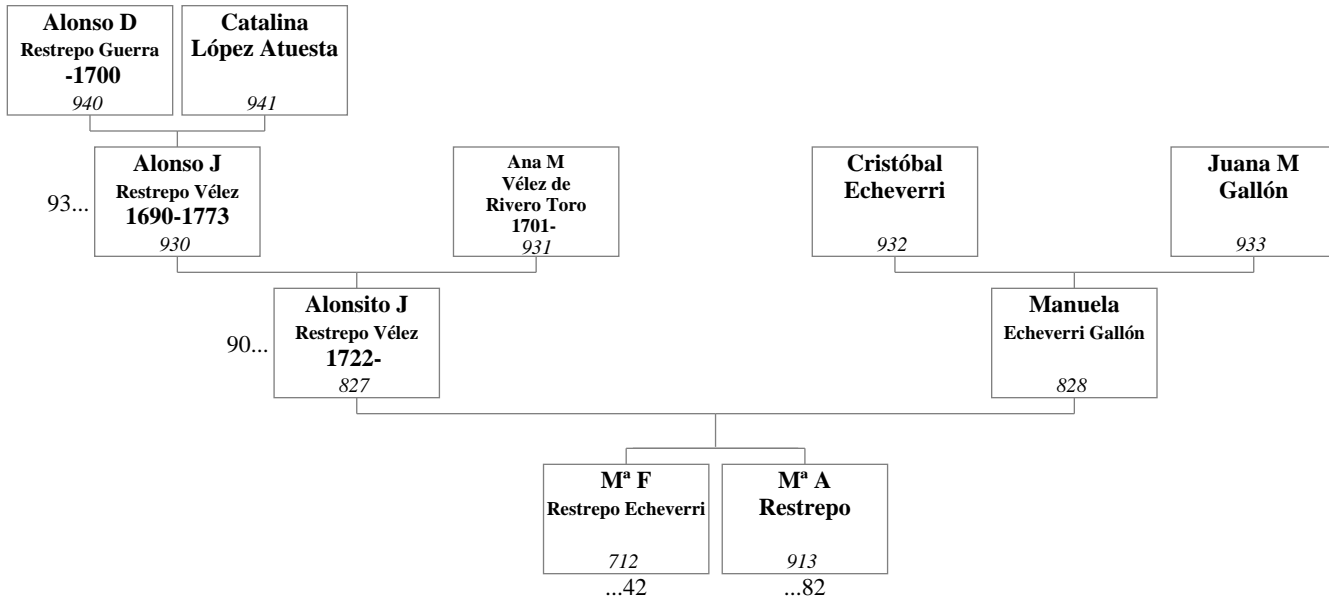 Alonso D
Restrepo Guerra
-1700
940
Catalina
López Atuesta
941
93...
Alonso J
Restrepo Vélez
1690-1773
930
Ana M
Vélez de
Rivero Toro
1701-
931
Cristóbal
Echeverri
932
Juana M
Gallón
933
90...
Alonsito J
Restrepo Vélez
1722-
827
Manuela
Echeverri Gallón
828
Mª F
Restrepo Echeverri
712
...42
Mª A
Restrepo
913
...82